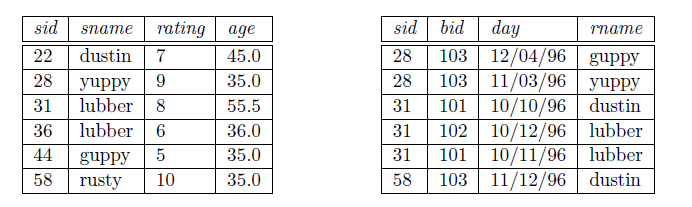 sid sname rating age
22 dustin 7 45.0
28 yuppy 9 35.0
31 lubber 8 55.5
36 lubber 6 36.0
44 guppy 5 35.0
58 rusty 10 35.0
sid bid day rname
28 103 12/04/96 guppy
28 103 11/03/96 yuppy
31 101 10/10/96 dustin
31 102 10/12/96 lubber
31 101 10/11/96 lubber
58 103 11/12/96 dustin